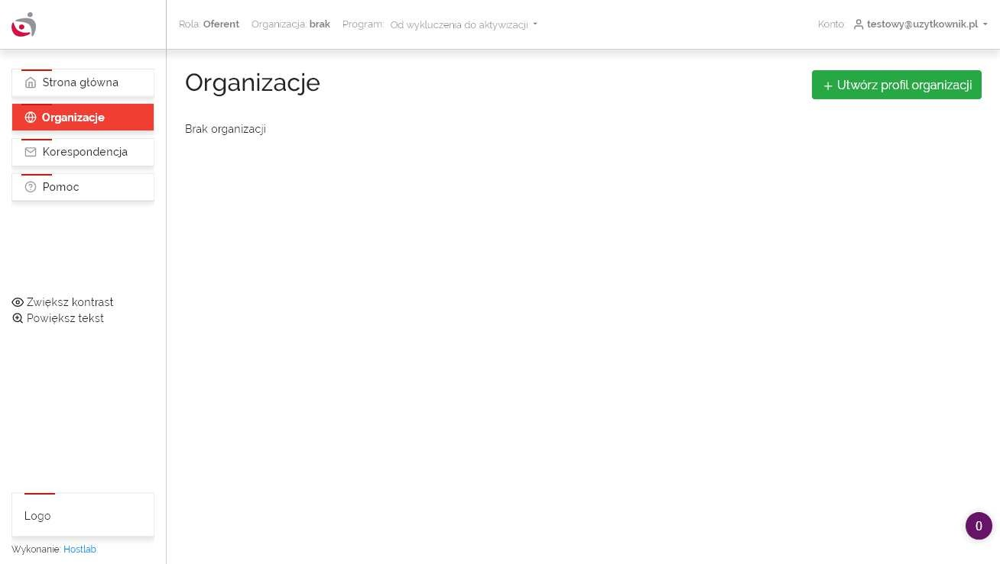 Rola: Oferent Organizacja: brak Program: Od wykluczenia do aktywizacji Konto: testowy@uzytkownik.pl
Strona główna
Organizacje
Korespondencja
Pomoc
Zwiększ kontrast
Powiększ tekst
Logo
Wykonanie: Hostlab
Organizacje
+ Utwórz profil organizacji
Brak organizacji
0